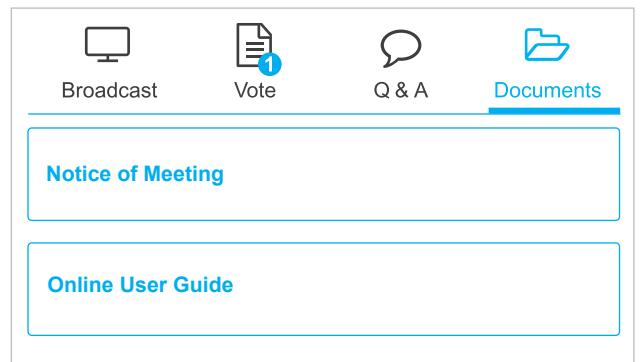 1
Broadcast Vote Q & A Documents
Notice of Meeting
Online User Guide